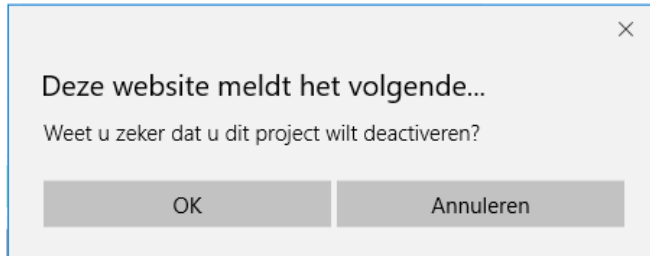 Deze website meldt het volgende...
Weet u zeker dat u dit project wilt deactiveren?
OK
Annuleren